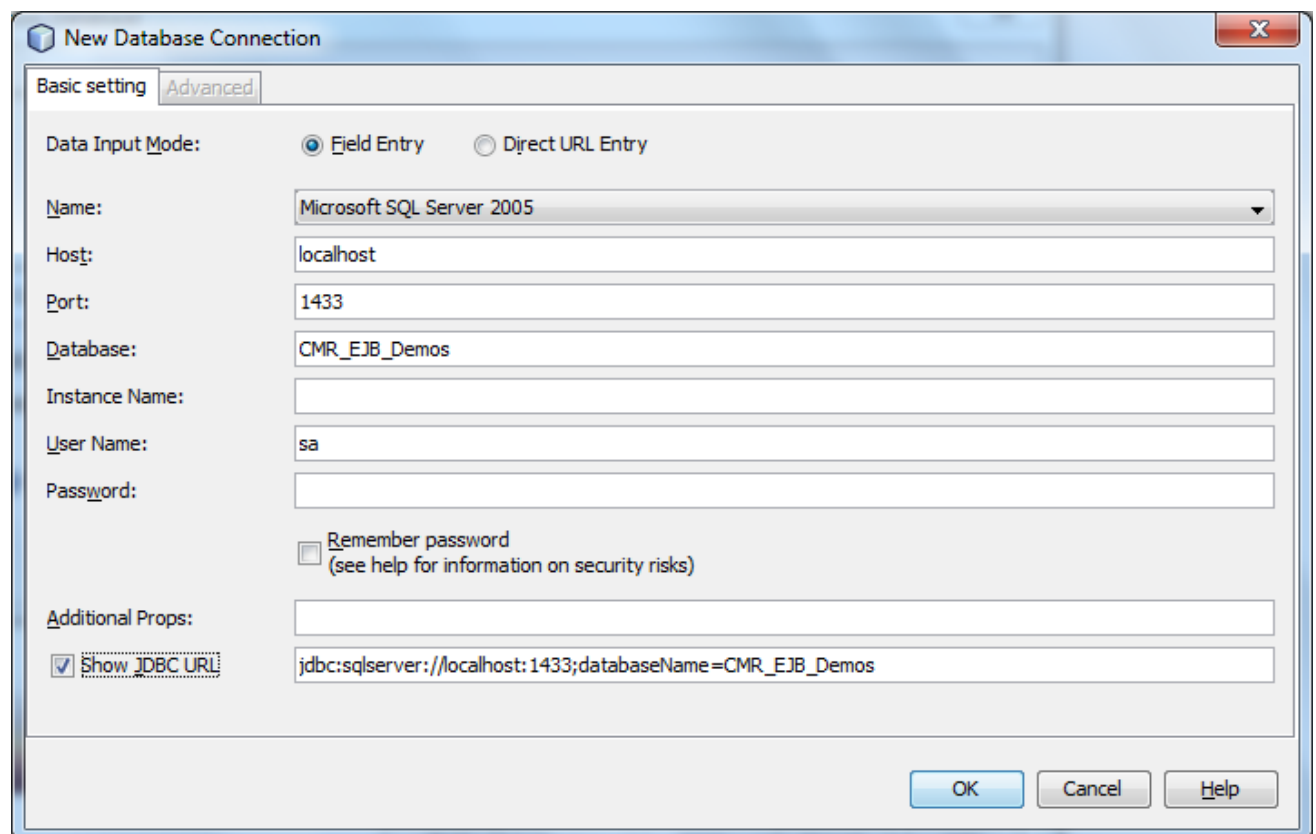 New Database Connection
Basic setting Advanced
Data Input Mode: Field Entry Direct URL Entry
Name: Microsoft SQL Server 2005
Host: localhost
Port: 1433
Database: CMR_EJB_Demos
Instance Name:
User Name: sa
Password:
Remember password
(see help for information on security risks)
Additional Props:
Show JDBC URL jdbc:sqlserver://localhost:1433;databaseName=CMR_EJB_Demos
OK Cancel Help